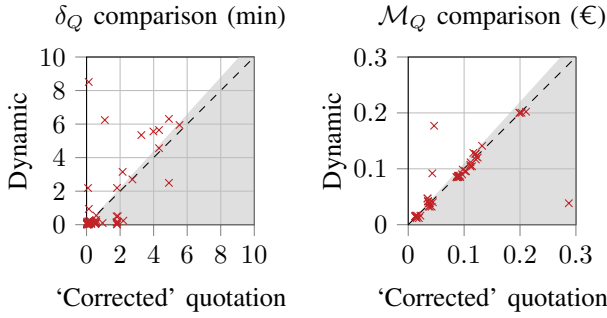 δ_Q comparison (min)
10
8
6
4
2
0
0 2 4 6 8 10
Dynamic
'Corrected' quotation
ℳ_Q comparison (€)
0.3
0.2
0.1
0
0 0.1 0.2 0.3
Dynamic
'Corrected' quotation